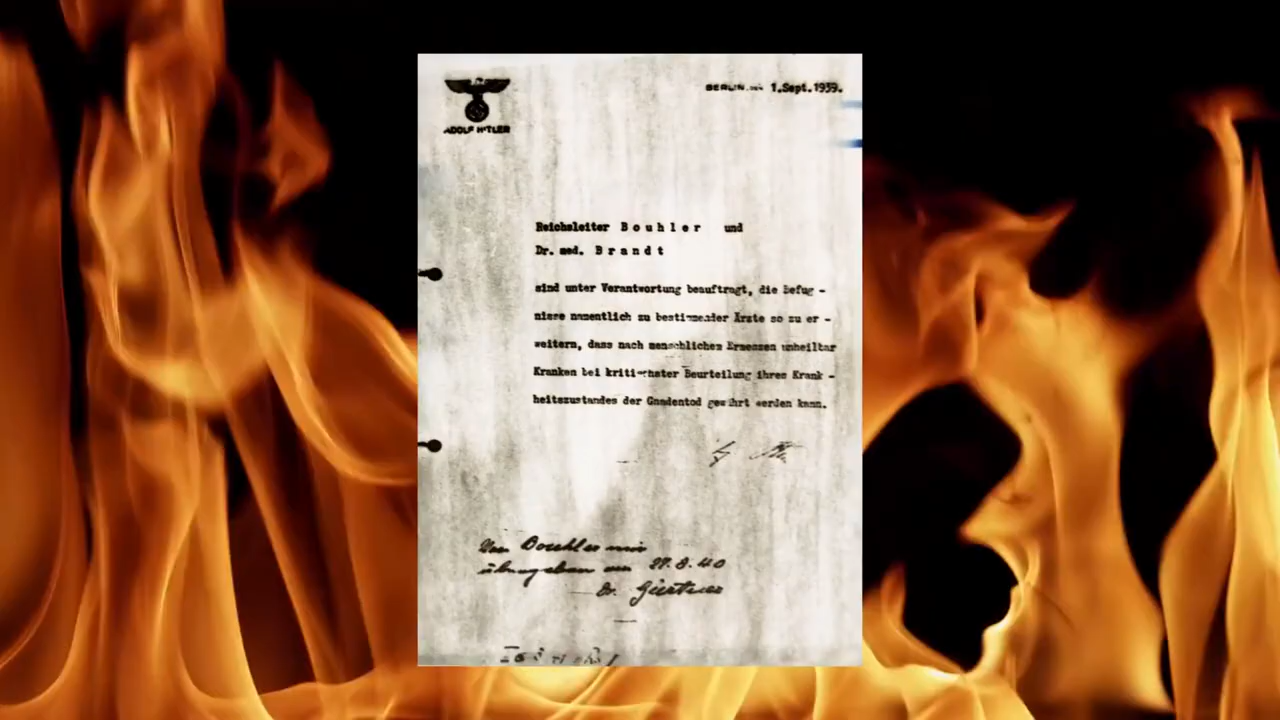 BERLIN, den 1.Sept.1939.
ADOLF HITLER
Reichsleiter B o u h l e r und
Dr. med. B r a n d t
sind unter Verantwortung beauftragt, die Befug -
nisse namentlich zu bestimmender Ärzte so zu er -
weitern, dass nach menschlichem Ermessen unheilbar
Kranken bei kritischster Beurteilung ihres Krank -
heitszustandes der Gnadentod gewährt werden kann.
Von Bouhler mir
übergeben am 27.8.40
Dr. Gürtner